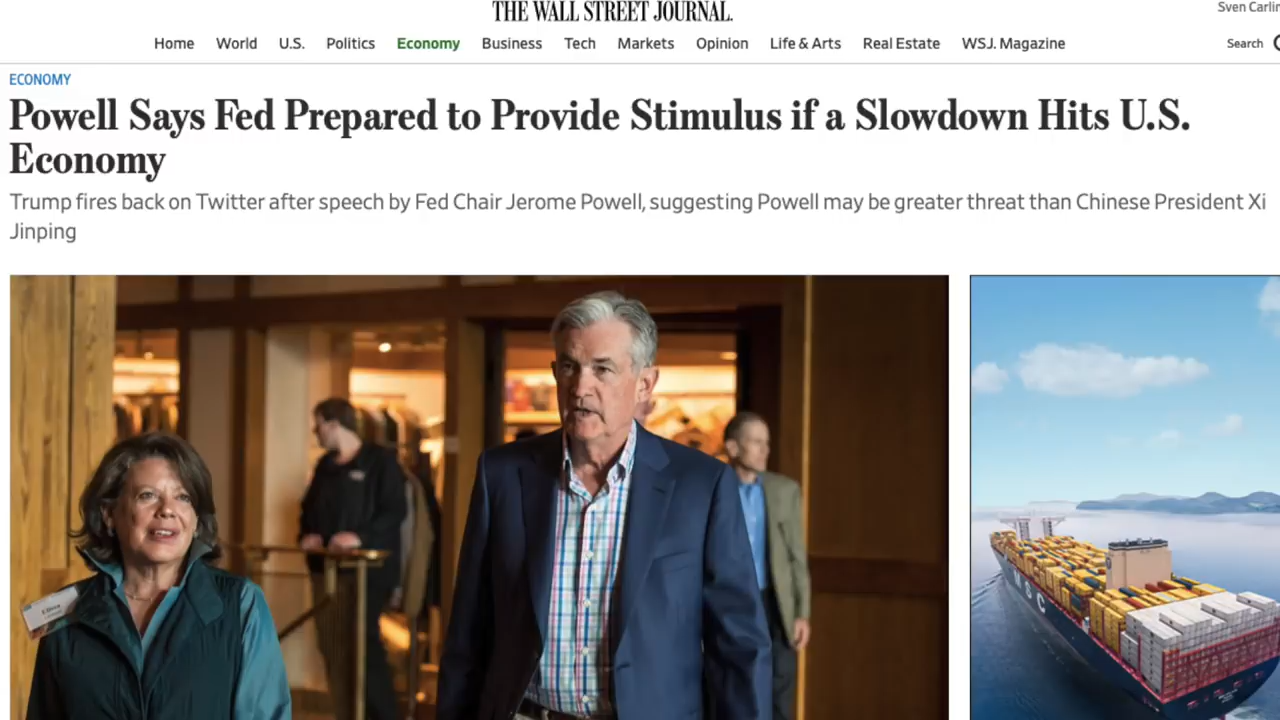 THE WALL STREET JOURNAL.
Sven Carlin
Home World U.S. Politics Economy Business Tech Markets Opinion Life & Arts Real Estate WSJ. Magazine
Search
ECONOMY
Powell Says Fed Prepared to Provide Stimulus if a Slowdown Hits U.S.
Economy
Trump fires back on Twitter after speech by Fed Chair Jerome Powell, suggesting Powell may be greater threat than Chinese President Xi
Jinping
M S C